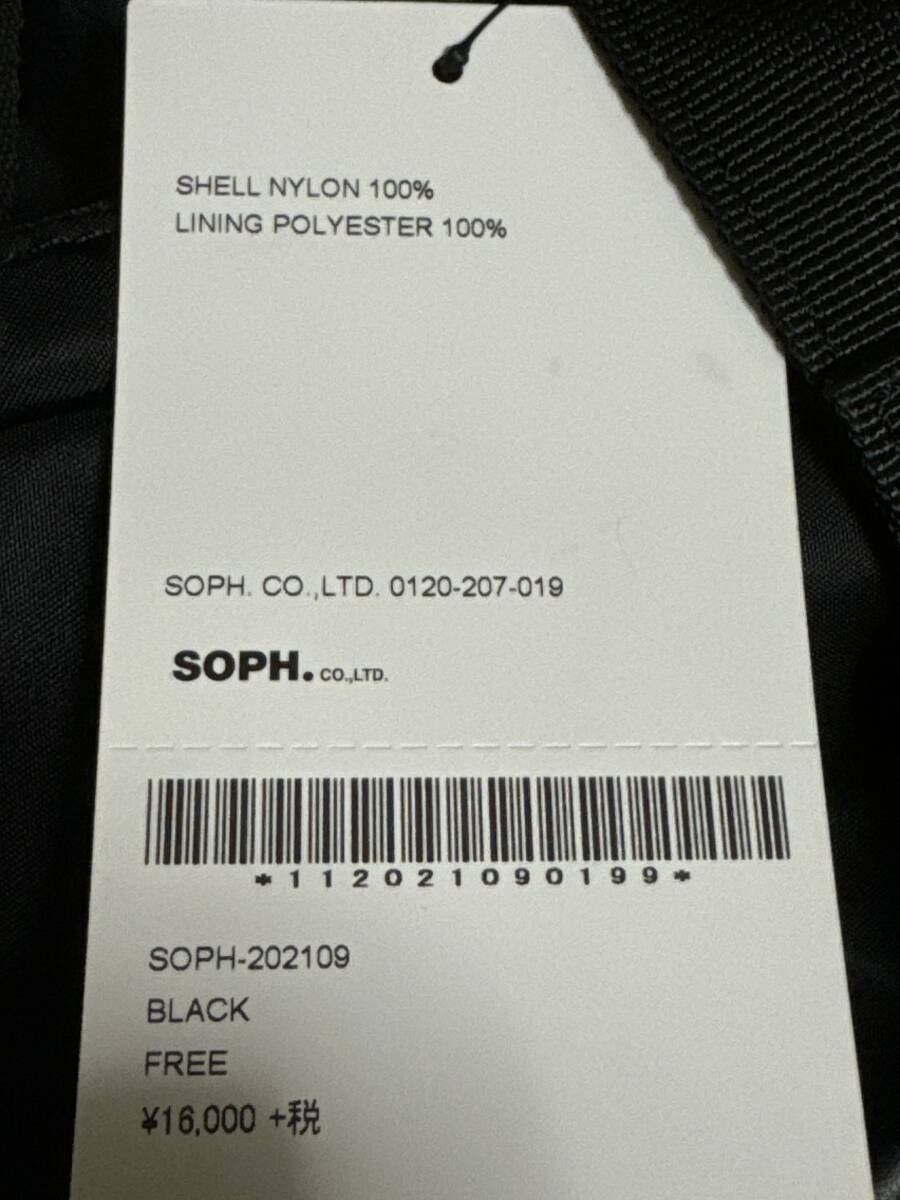 SHELL NYLON 100%
LINING POLYESTER 100%
SOPH. CO.,LTD. 0120-207-019
SOPH. CO.,LTD.
*112021090199*
SOPH-202109
BLACK
FREE
¥16,000 +税